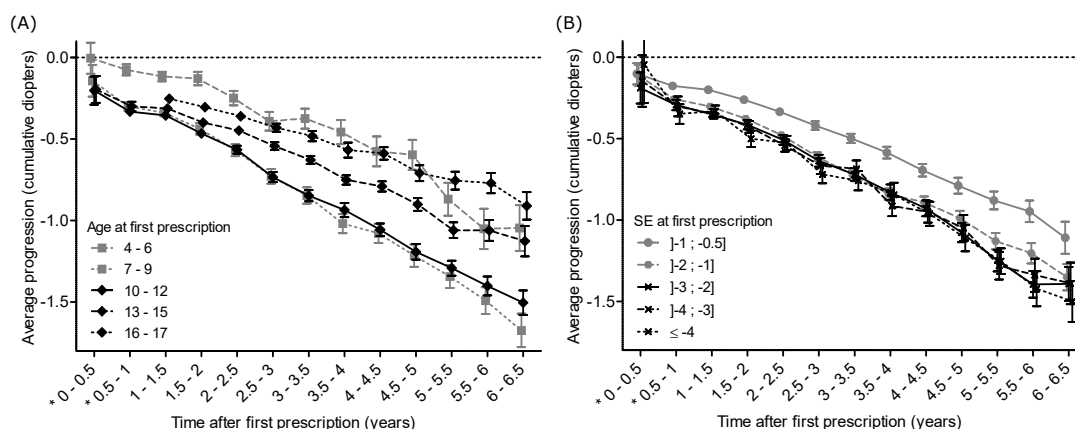 (A)
Average progression (cumulative diopters)
0.0
-0.5
-1.0
-1.5
Age at first prescription
4 - 6
7 - 9
10 - 12
13 - 15
16 - 17
* 0 - 0.5
* 0.5 - 1
1 - 1.5
1.5 - 2
2 - 2.5
2.5 - 3
3 - 3.5
3.5 - 4
4 - 4.5
4.5 - 5
5 - 5.5
5.5 - 6
6 - 6.5
Time after first prescription (years)
(B)
Average progression (cumulative diopters)
0.0
-0.5
-1.0
-1.5
SE at first prescription
]-1 ; -0.5]
]-2 ; -1]
]-3 ; -2]
]-4 ; -3]
≤ -4
* 0 - 0.5
* 0.5 - 1
1 - 1.5
1.5 - 2
2 - 2.5
2.5 - 3
3 - 3.5
3.5 - 4
4 - 4.5
4.5 - 5
5 - 5.5
5.5 - 6
6 - 6.5
Time after first prescription (years)